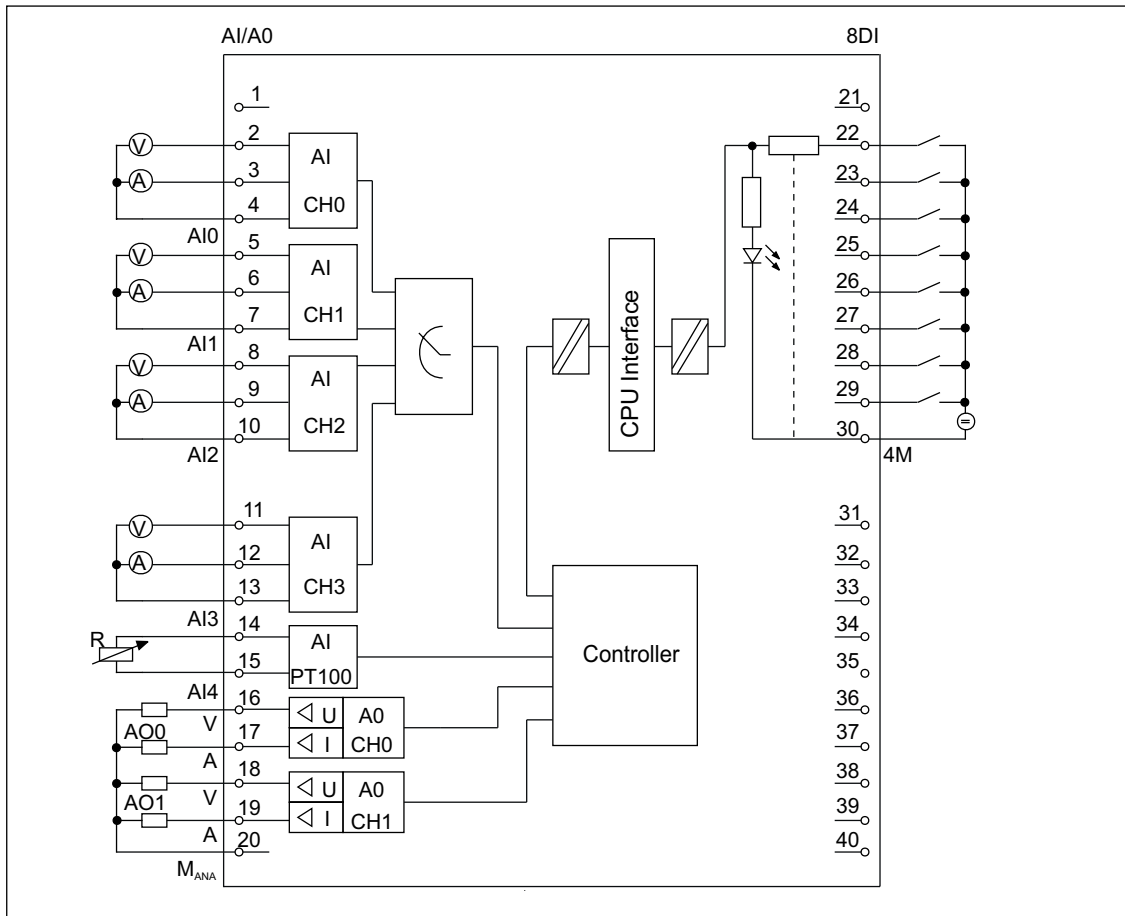 AI/A0
8DI
1
V
2
A
3
4
AI
CH0
AI0
V
5
A
6
7
AI
CH1
AI1
V
8
A
9
10
AI
CH2
AI2
V
11
A
12
13
AI
CH3
AI3
R
14
15
AI
PT100
AI4
16
V
AO0
17
A
U
I
A0
CH0
18
V
AO1
19
A
U
I
A0
CH1
20
MANA
CPU Interface
Controller
21
22
23
24
25
26
27
28
29
30
4M
31
32
33
34
35
36
37
38
39
40